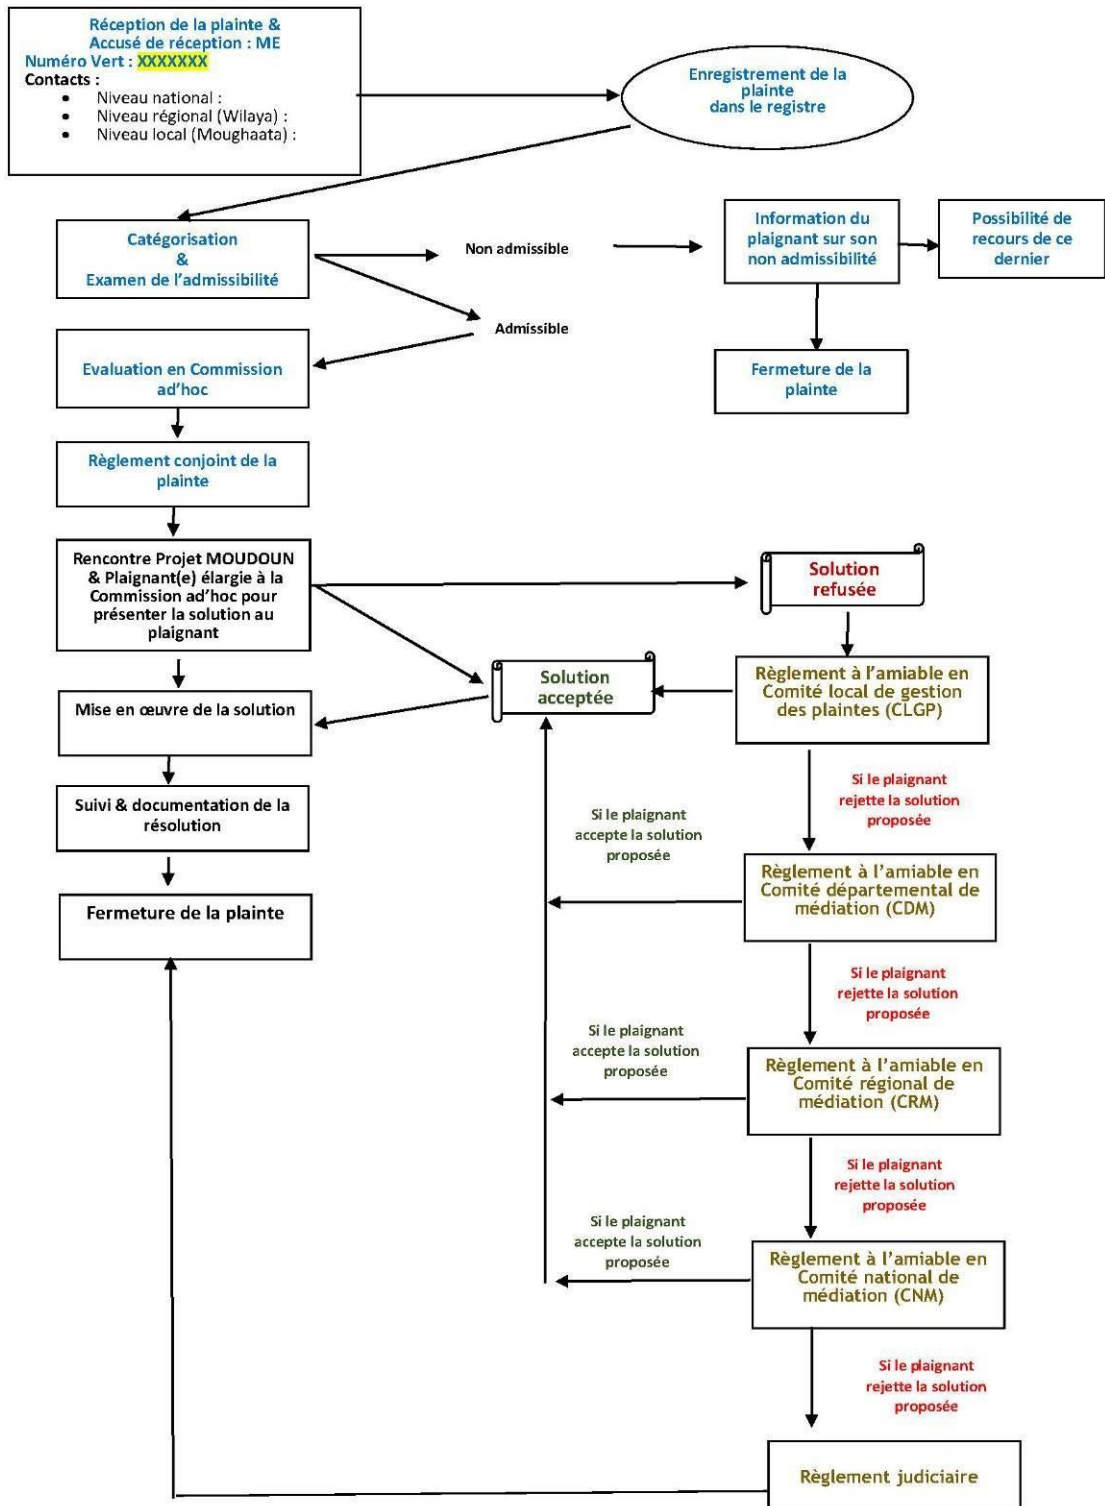 Réception de la plainte &
Accusé de réception : ME
Numéro Vert : XXXXXXX
Contacts :
• Niveau national :
• Niveau régional (Wilaya) :
• Niveau local (Moughaata) :
Enregistrement de la
plainte
dans le registre
Catégorisation
&
Examen de l'admissibilité
Non admissible
Information du
plaignant sur son
non admissibilité
Possibilité de
recours de ce
dernier
Admissible
Fermeture de la
plainte
Evaluation en Commission
ad'hoc
Règlement conjoint de la
plainte
Rencontre Projet MOUDOUN
& Plaignant(e) élargie à la
Commission ad'hoc pour
présenter la solution au
plaignant
Solution
refusée
Solution
acceptée
Règlement à l'amiable en
Comité local de gestion
des plaintes (CLGP)
Mise en œuvre de la solution
Suivi & documentation de la
résolution
Fermeture de la plainte
Si le plaignant
rejette la solution
proposée
Si le plaignant
accepte la solution
proposée
Règlement à l'amiable en
Comité départemental de
médiation (CDM)
Si le plaignant
rejette la solution
proposée
Si le plaignant
accepte la solution
proposée
Règlement à l'amiable en
Comité régional de
médiation (CRM)
Si le plaignant
rejette la solution
proposée
Si le plaignant
accepte la solution
proposée
Règlement à l'amiable en
Comité national de
médiation (CNM)
Si le plaignant
rejette la solution
proposée
Règlement judiciaire